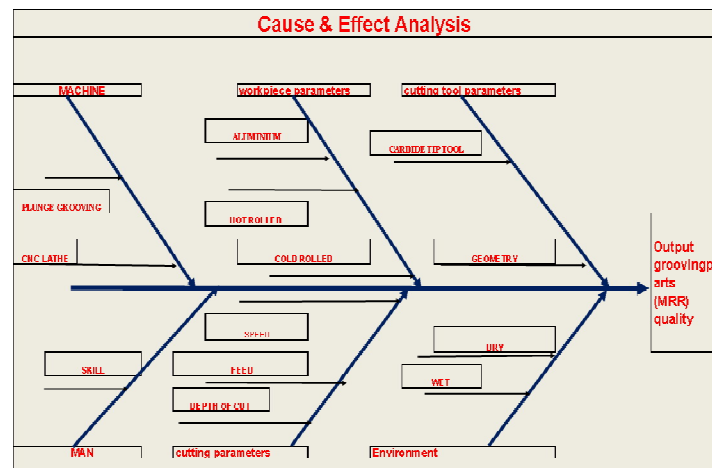 Cause & Effect Analysis
MACHINE
workpiece parameters
cutting tool parameters
ALUMINIUM
CARBIDE TIP TOOL
PLUNGE GROOVING
HOT ROLLED
CNC LATHE
COLD ROLLED
GEOMETRY
Output
groovingp
arts
(MRR)
quality
SPEED
DRY
SKILL
FEED
WET
DEPTH OF CUT
MAN
cutting parameters
Environment